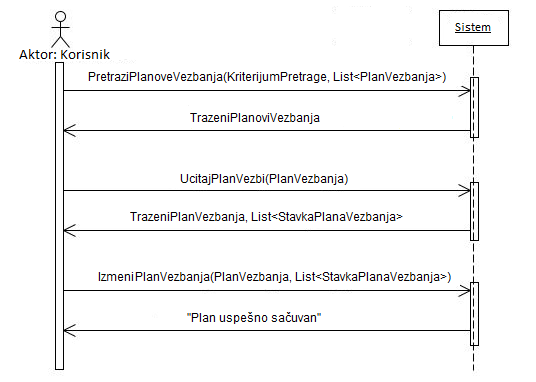 Sistem
Aktor: Korisnik
PretraziPlanoveVezbanja(KriterijumPretrage, List<PlanVezbanja>)
TrazeniPlanoviVezbanja
UcitajPlanVezbi(PlanVezbanja)
TrazeniPlanVezbanja, List<StavkaPlanaVezbanja>
IzmeniPlanVezbanja(PlanVezbanja, List<StavkaPlanaVezbanja>)
"Plan uspešno sačuvan"